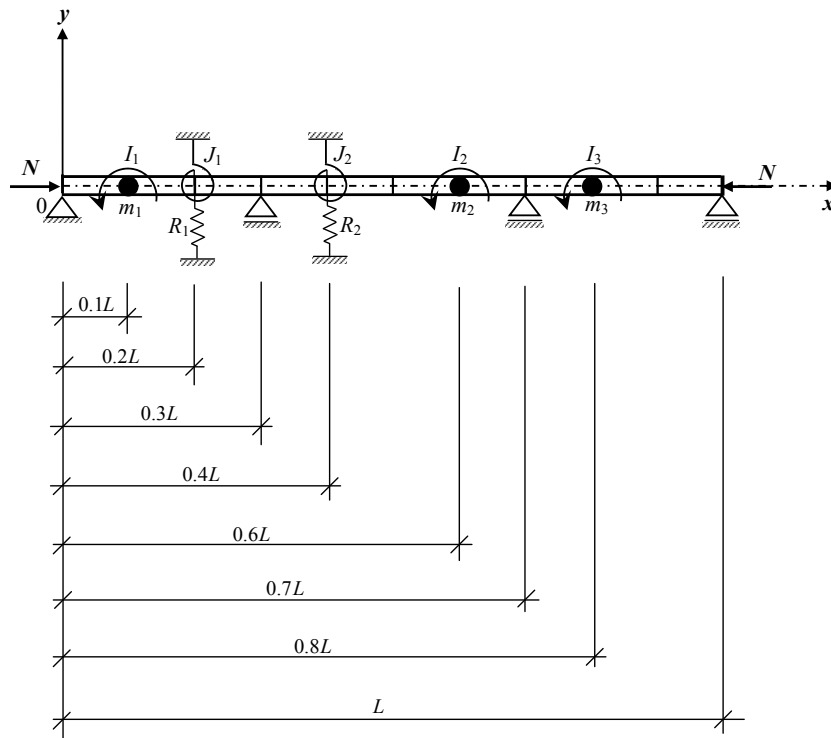 y
I₁ J₁ J₂ I₂ I₃
N N
0 m₁ R₁ R₂ m₂ m₃ x
0.1L
0.2L
0.3L
0.4L
0.6L
0.7L
0.8L
L